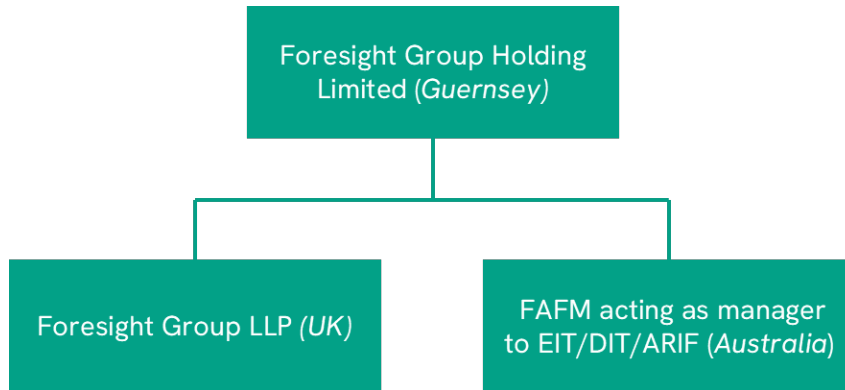 Foresight Group Holding
Limited (Guernsey)
Foresight Group LLP (UK)
FAFM acting as manager
to EIT/DIT/ARIF (Australia)